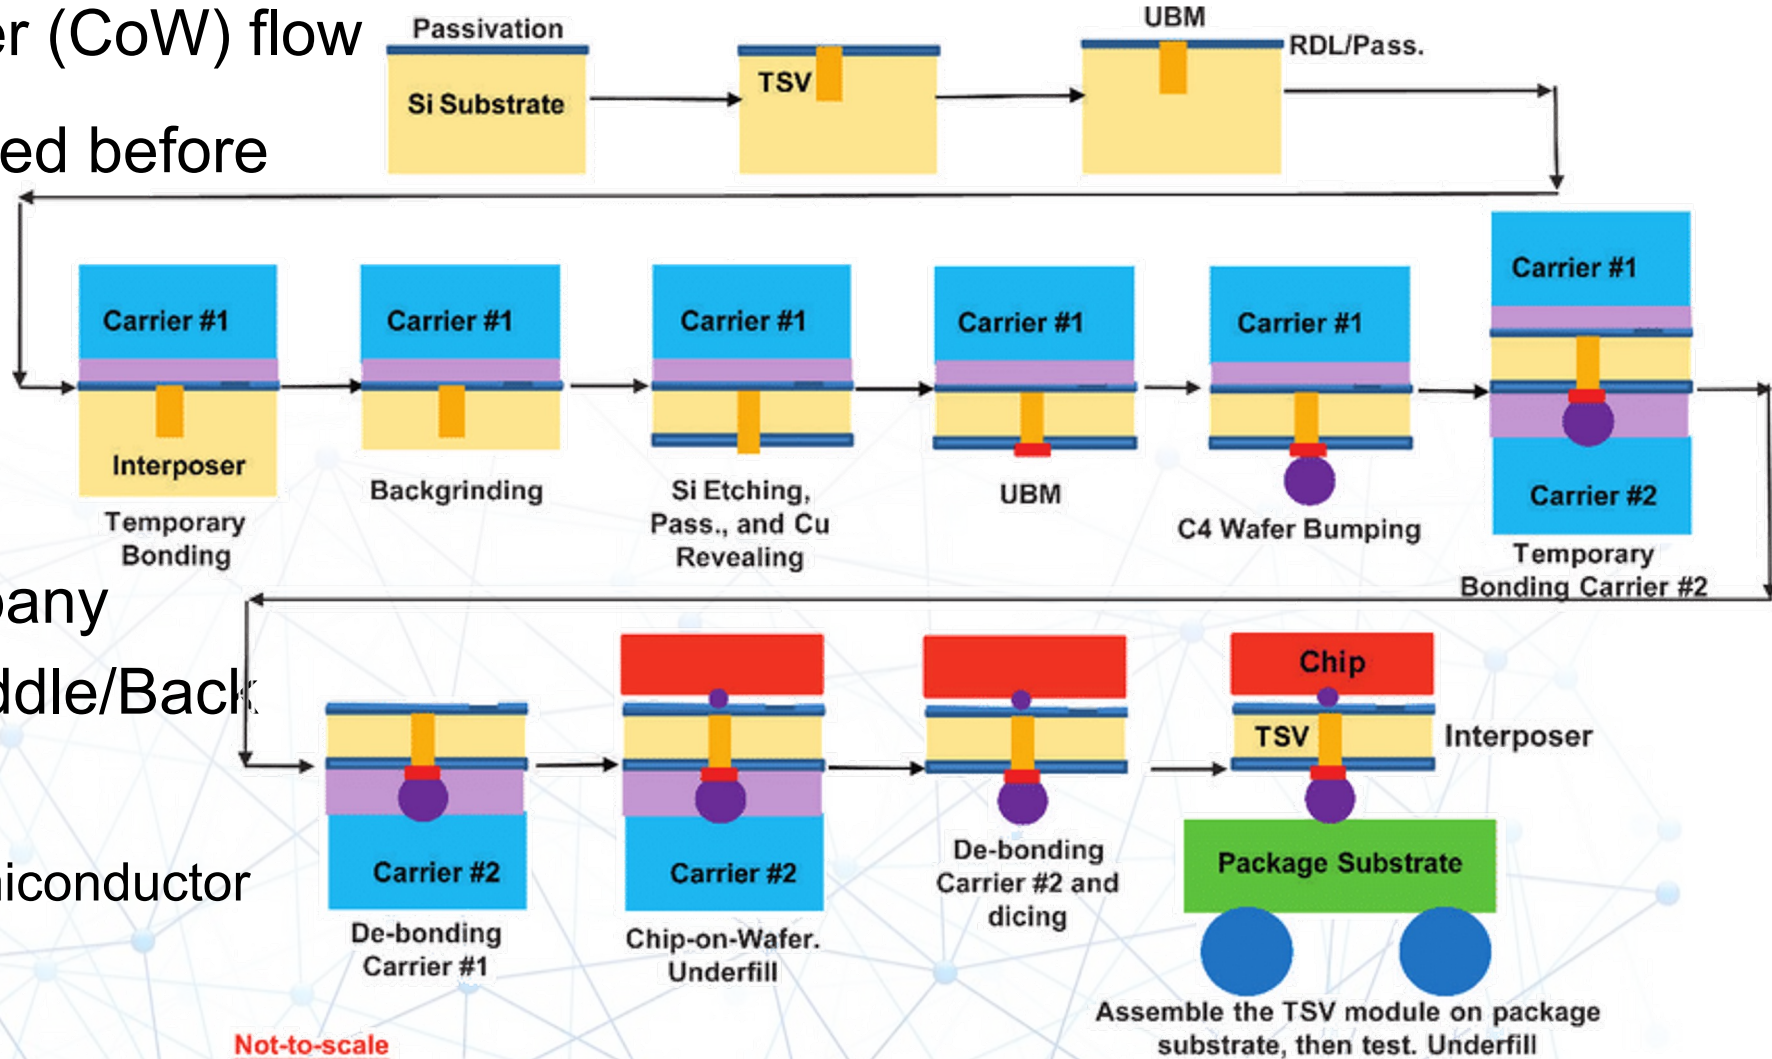 er (CoW) flow
ed before
pany
ddle/Back
niconductor
Passivation
Si Substrate
TSV
UBM
RDL/Pass.
Carrier #1
Interposer
Temporary
Bonding
Carrier #1
Backgrinding
Carrier #1
Si Etching,
Pass., and Cu
Revealing
Carrier #1
UBM
Carrier #1
C4 Wafer Bumping
Carrier #1
Carrier #2
Temporary
Bonding Carrier #2
Carrier #2
De-bonding
Carrier #1
Carrier #2
Chip-on-Wafer.
Underfill
De-bonding
Carrier #2 and
dicing
Chip
TSV
Interposer
Package Substrate
Assemble the TSV module on package
substrate, then test. Underfill
Not-to-scale